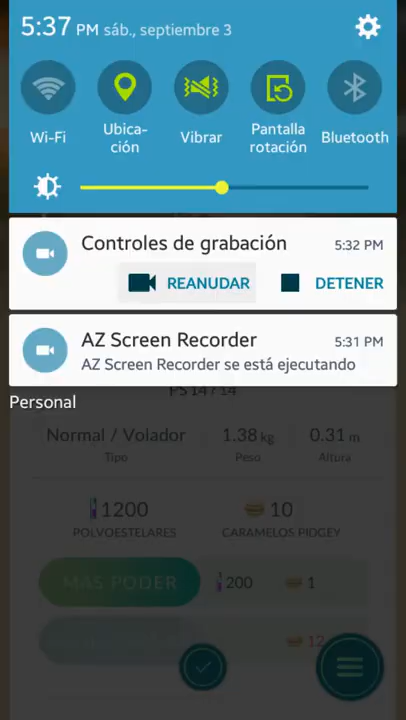 5:37 PM sáb., septiembre 3
Wi-Fi
Ubica-
ción
Vibrar
Pantalla
rotación
Bluetooth
Controles de grabación 5:32 PM
REANUDAR DETENER
AZ Screen Recorder 5:31 PM
AZ Screen Recorder se está ejecutando
Personal
PS 14 / 14
Normal / Volador 1.38 kg 0.31 m
Tipo Peso Altura
1200 10
POLVOESTELARES CARAMELOS PIDGEY
MÁS PODER 200 1
12